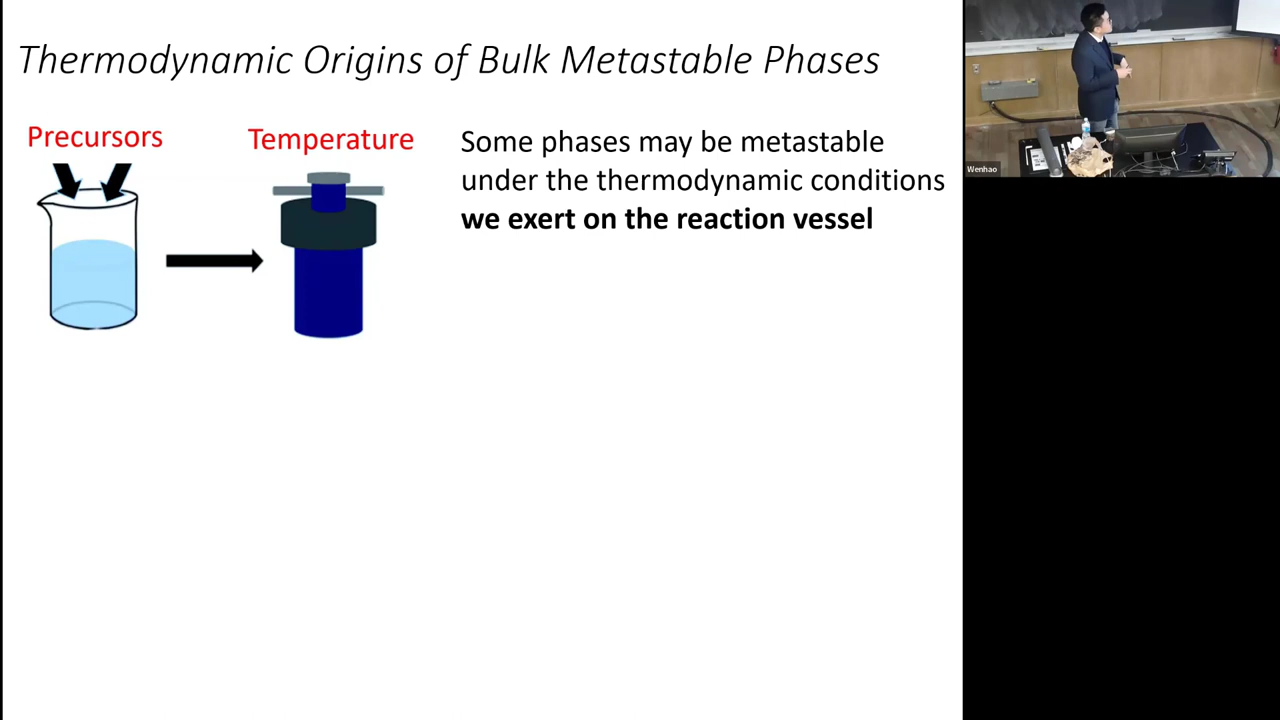 Thermodynamic Origins of Bulk Metastable Phases
Precursors
Temperature
Some phases may be metastable
under the thermodynamic conditions
we exert on the reaction vessel
Wenhao